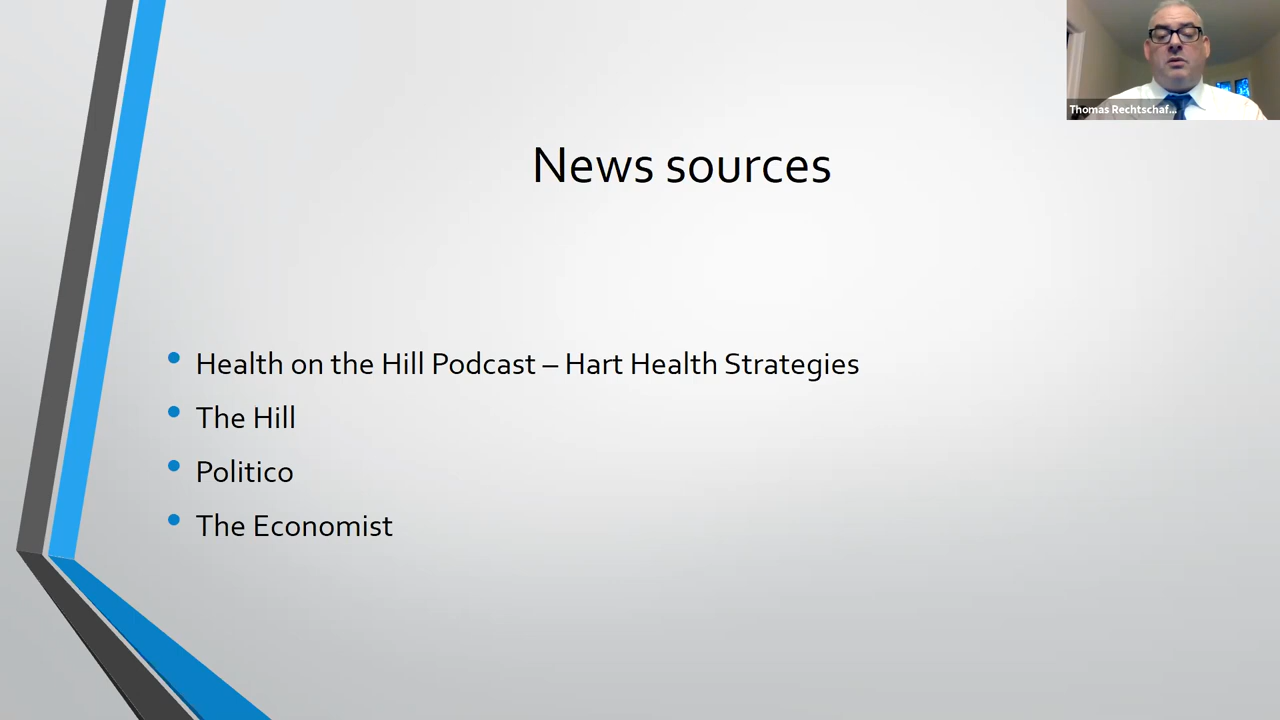 Thomas Rechtschaf...
News sources
Health on the Hill Podcast – Hart Health Strategies
The Hill
Politico
The Economist